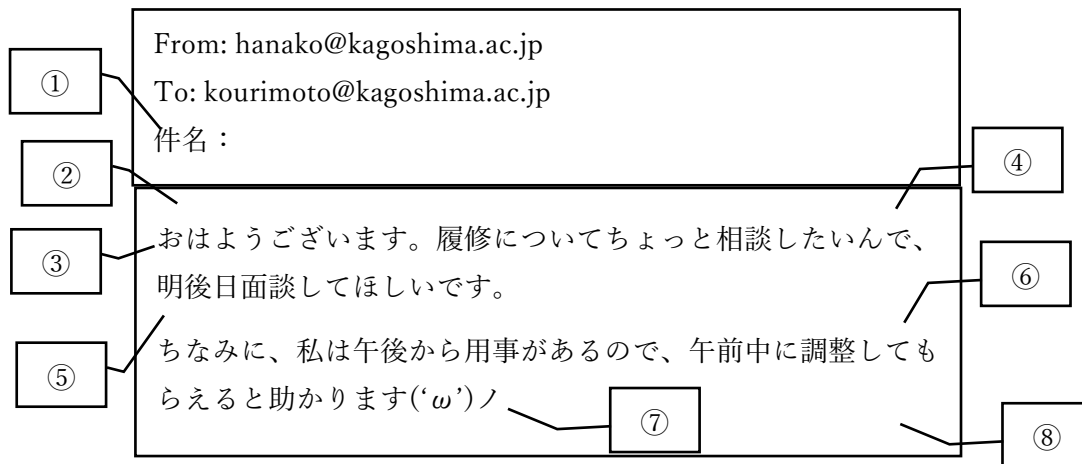 From: hanako@kagoshima.ac.jp
①
To: kourimoto@kagoshima.ac.jp
件名：
②
④
おはようございます。履修についてちょっと相談したいんで、
③
明後日面談してほしいです。
⑥
ちなみに、私は午後から用事があるので、午前中に調整しても
⑤
らえると助かります(‘ω’)ノ
⑦
⑧